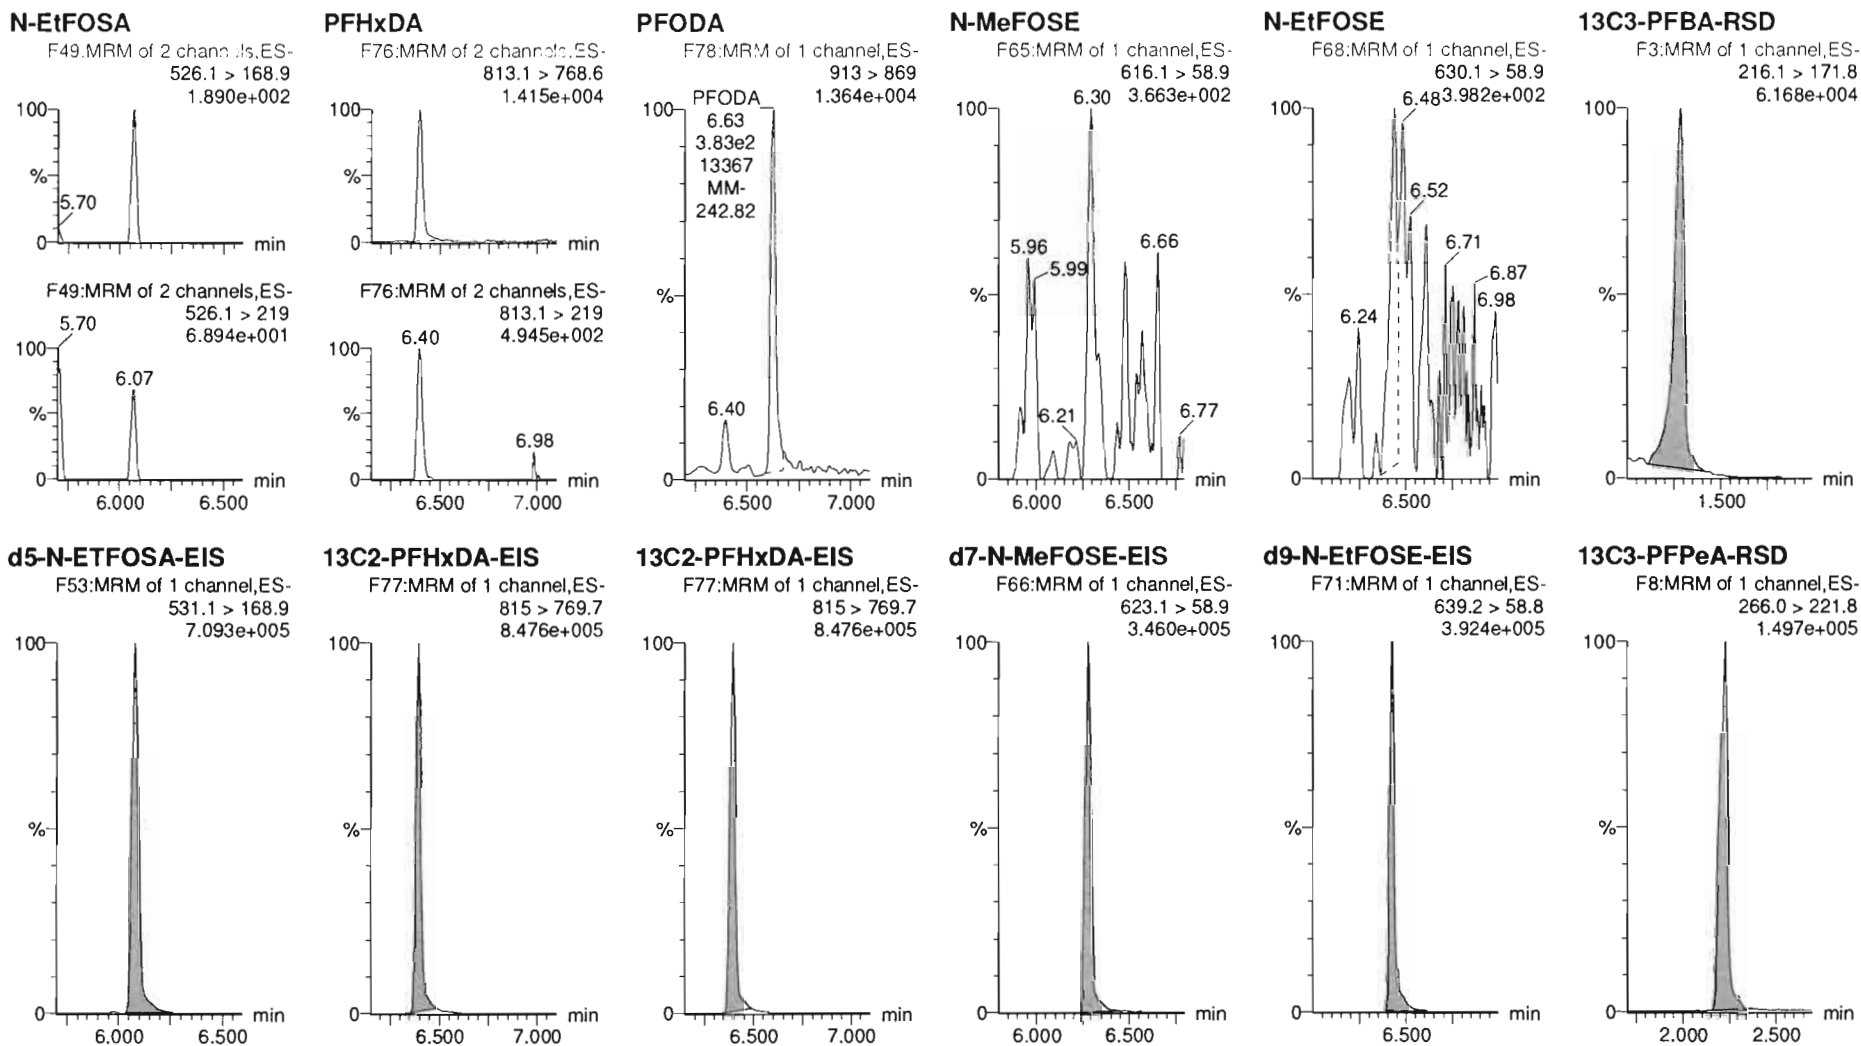 N-EtFOSA
F49:MRM of 2 channels,ES-
526.1 > 168.9
1.890e+002
100
%
5.70
0
min
F49:MRM of 2 channels,ES-
526.1 > 219
6.894e+001
5.70
100
6.07
%
0
min
6.000 6.500
PFHxDA
F76:MRM of 2 channels,ES-
813.1 > 768.6
1.415e+004
100
%
0
min
F76:MRM of 2 channels,ES-
813.1 > 219
4.945e+002
6.40
100
%
6.98
0
min
6.500 7.000
PFODA
F78:MRM of 1 channel,ES-
913 > 869
1.364e+004
PFODA
100
6.63
3.83e2
13367
MM-
242.82
%
6.40
0
min
6.500 7.000
N-MeFOSE
F65:MRM of 1 channel,ES-
616.1 > 58.9
3.663e+002
6.30
100
5.96
5.99
6.66
%
6.21
6.77
0
min
6.000 6.500
N-EtFOSE
F68:MRM of 1 channel,ES-
630.1 > 58.9
3.982e+002
6.48
100
6.52
6.71
6.87
%
6.98
6.24
0
min
6.500
13C3-PFBA-RSD
F3:MRM of 1 channel,ES-
216.1 > 171.8
6.168e+004
100
%
0
min
1.500
d5-N-ETFOSA-EIS
F53:MRM of 1 channel,ES-
531.1 > 168.9
7.093e+005
100
%
0
min
6.000 6.500
13C2-PFHxDA-EIS
F77:MRM of 1 channel,ES-
815 > 769.7
8.476e+005
100
%
0
min
6.500 7.000
13C2-PFHxDA-EIS
F77:MRM of 1 channel,ES-
815 > 769.7
8.476e+005
100
%
0
min
6.500 7.000
d7-N-MeFOSE-EIS
F66:MRM of 1 channel,ES-
623.1 > 58.9
3.460e+005
100
%
0
min
6.000 6.500
d9-N-EtFOSE-EIS
F71:MRM of 1 channel,ES-
639.2 > 58.8
3.924e+005
100
%
0
min
6.500
13C3-PFPeA-RSD
F8:MRM of 1 channel,ES-
266.0 > 221.8
1.497e+005
100
%
0
min
2.000 2.500